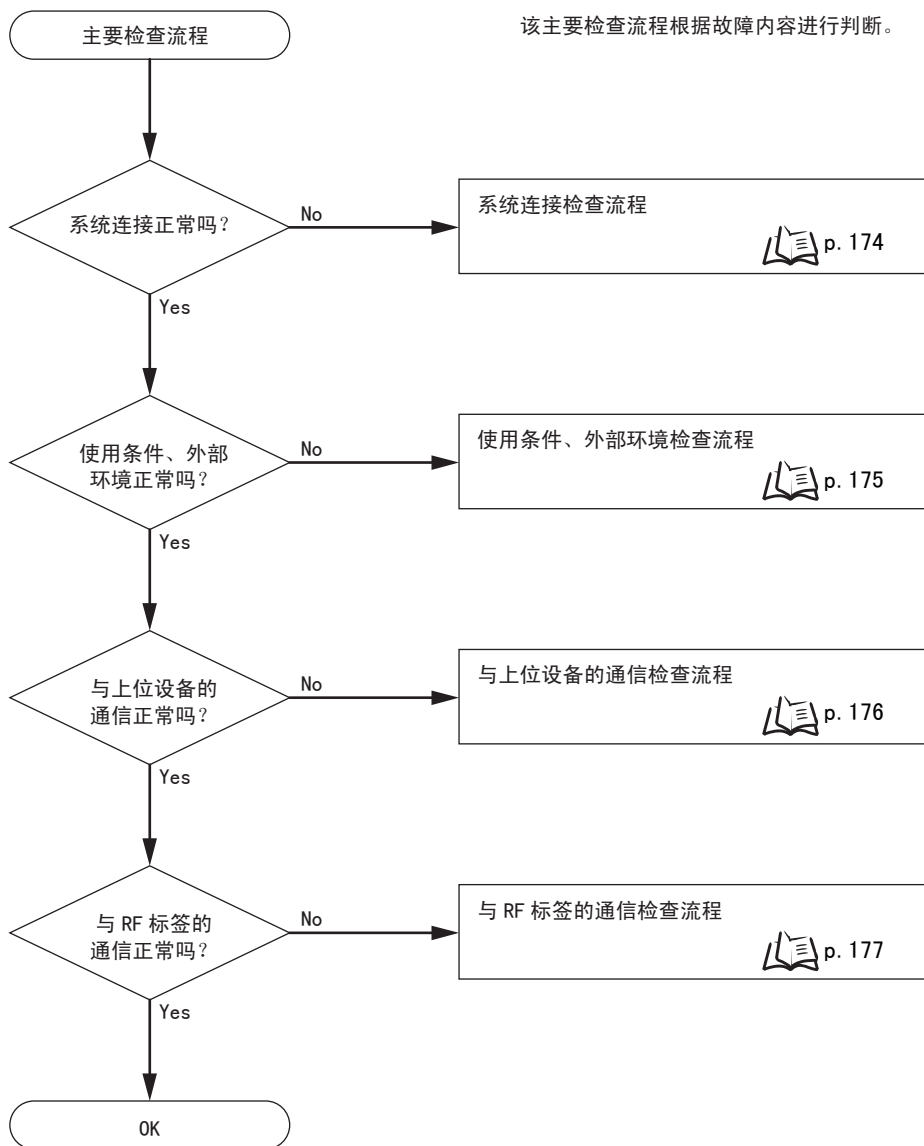 主要检查流程
该主要检查流程根据故障内容进行判断。
系统连接正常吗？
No
系统连接检查流程
p. 174
Yes
使用条件、外部
环境正常吗？
No
使用条件、外部环境检查流程
p. 175
Yes
与上位设备的
通信正常吗？
No
与上位设备的通信检查流程
p. 176
Yes
与 RF 标签的
通信正常吗？
No
与 RF 标签的通信检查流程
p. 177
Yes
OK